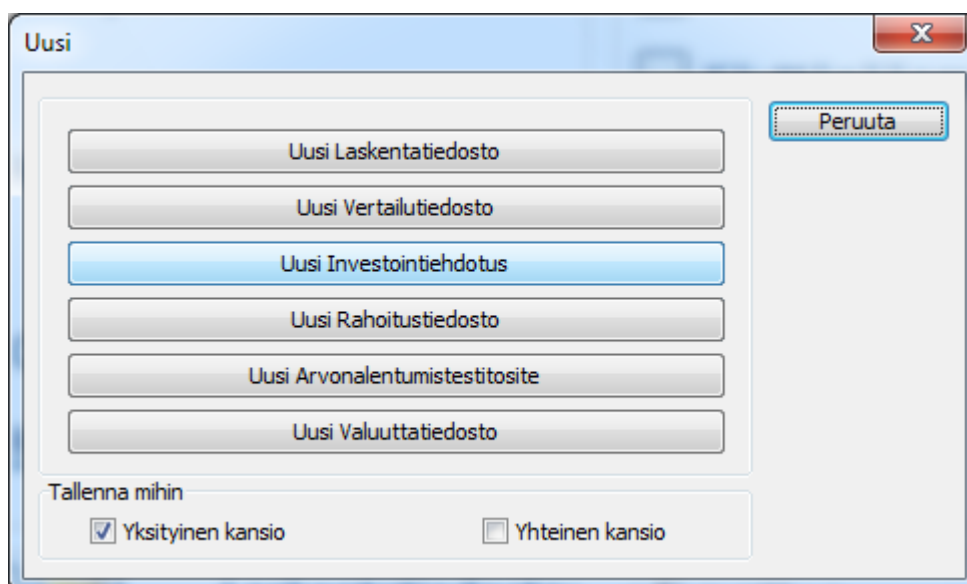 Uusi
Peruuta
Uusi Laskentatiedosto
Uusi Vertailutiedosto
Uusi Investointiehdotus
Uusi Rahoitustiedosto
Uusi Arvonalentumistestitosite
Uusi Valuuttatiedosto
Tallenna mihin
Yksityinen kansio
Yhteinen kansio